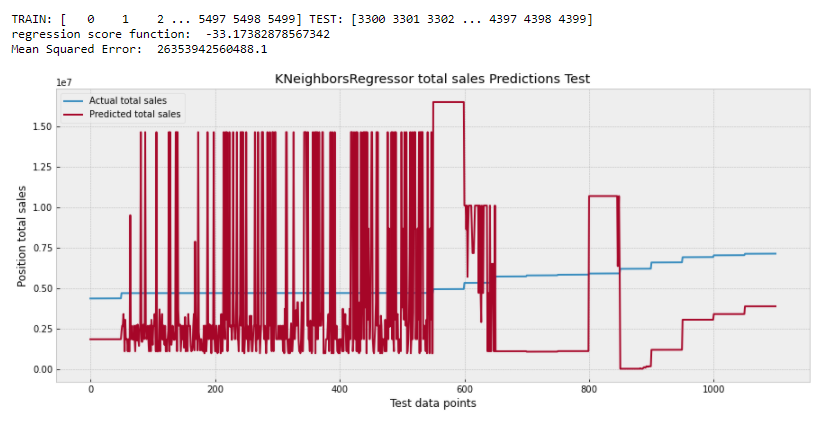 TRAIN: [   0    1    2 ... 5497 5498 5499] TEST: [3300 3301 3302 ... 4397 4398 4399]
regression score function:  -33.17382878567342
Mean Squared Error:  26353942560488.1
KNeighborsRegressor total sales Predictions Test
1e7
Actual total sales
Predicted total sales
1.50
1.25
1.00
0.75
0.50
0.25
0.00
Position total sales
0 200 400 600 800 1000
Test data points